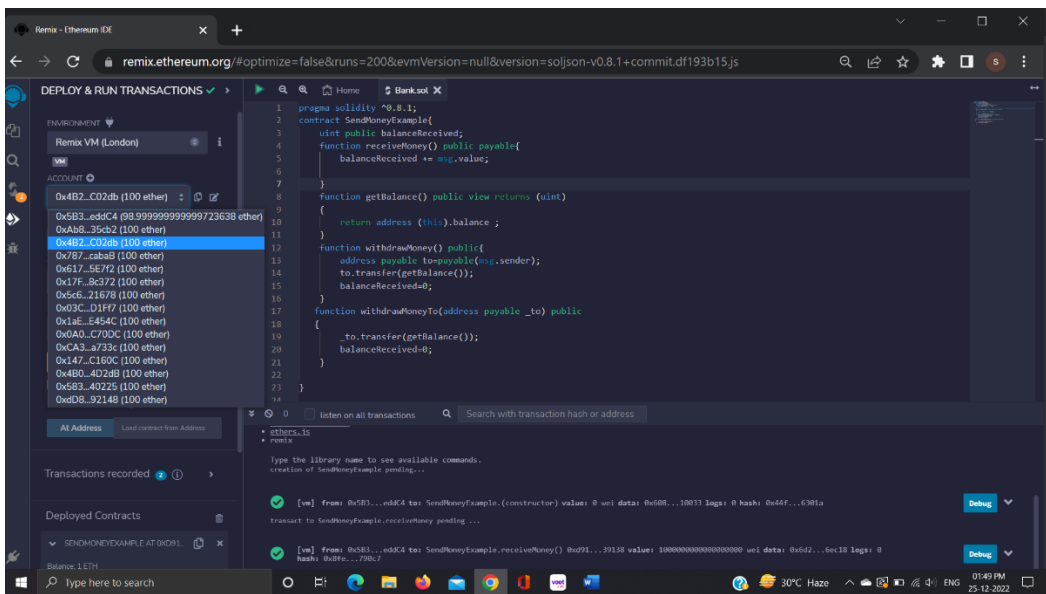 Remix - Ethereum IDE
remix.ethereum.org/#optimize=false&runs=200&evmVersion=null&version=soljson-v0.8.1+commit.df193b15.js
S
DEPLOY & RUN TRANSACTIONS
ENVIRONMENT
Remix VM (London)
VM
ACCOUNT
0x4B2...C02db (100 ether)
0x5B3...eddC4 (98.999999999999723638 ether)
0xAb8...35cb2 (100 ether)
0x4B2...C02db (100 ether)
0x787...cabaB (100 ether)
0x617...5E7f2 (100 ether)
0x17F...8c372 (100 ether)
0x5c6...21678 (100 ether)
0x03C...D1Ff7 (100 ether)
0x1aE...E454C (100 ether)
0x0A0...C70DC (100 ether)
0xCA3...a733c (100 ether)
0x147...C160C (100 ether)
0x4B0...4D2dB (100 ether)
0x583...40225 (100 ether)
0xdD8...92148 (100 ether)
At Address Load contract from Address
Transactions recorded 2
Deployed Contracts
SENDMONEYEXAMPLE AT 0XD91...
Balance: 1 ETH
Home Bank.sol
1 pragma solidity ^0.8.1;
2 contract SendMoneyExample{
3 uint public balanceReceived;
4 function receiveMoney() public payable{
5 balanceReceived += msg.value;
6
7 }
8 function getBalance() public view returns (uint)
9 {
10 return address (this).balance ;
11 }
12 function withdrawMoney() public{
13 address payable to=payable(msg.sender);
14 to.transfer(getBalance());
15 balanceReceived=0;
16 }
17 function withdrawMoneyTo(address payable _to) public
18 {
19 _to.transfer(getBalance());
20 balanceReceived=0;
21 }
22
23 }
24
0 listen on all transactions Search with transaction hash or address
ethers.js
remix
Type the library name to see available commands.
creation of SendMoneyExample pending...
[vm] from: 0x5B3...eddC4 to: SendMoneyExample.(constructor) value: 0 wei data: 0x608...10033 logs: 0 hash: 0x44f...6301a
Debug
transact to SendMoneyExample.receiveMoney pending ...
[vm] from: 0x5B3...eddC4 to: SendMoneyExample.receiveMoney() 0xd91...39138 value: 1000000000000000000 wei data: 0x6d2...6ec18 logs: 0
hash: 0x8fe...790c7
Debug
Type here to search
voot
30°C Haze
ENG
01:49 PM
25-12-2022